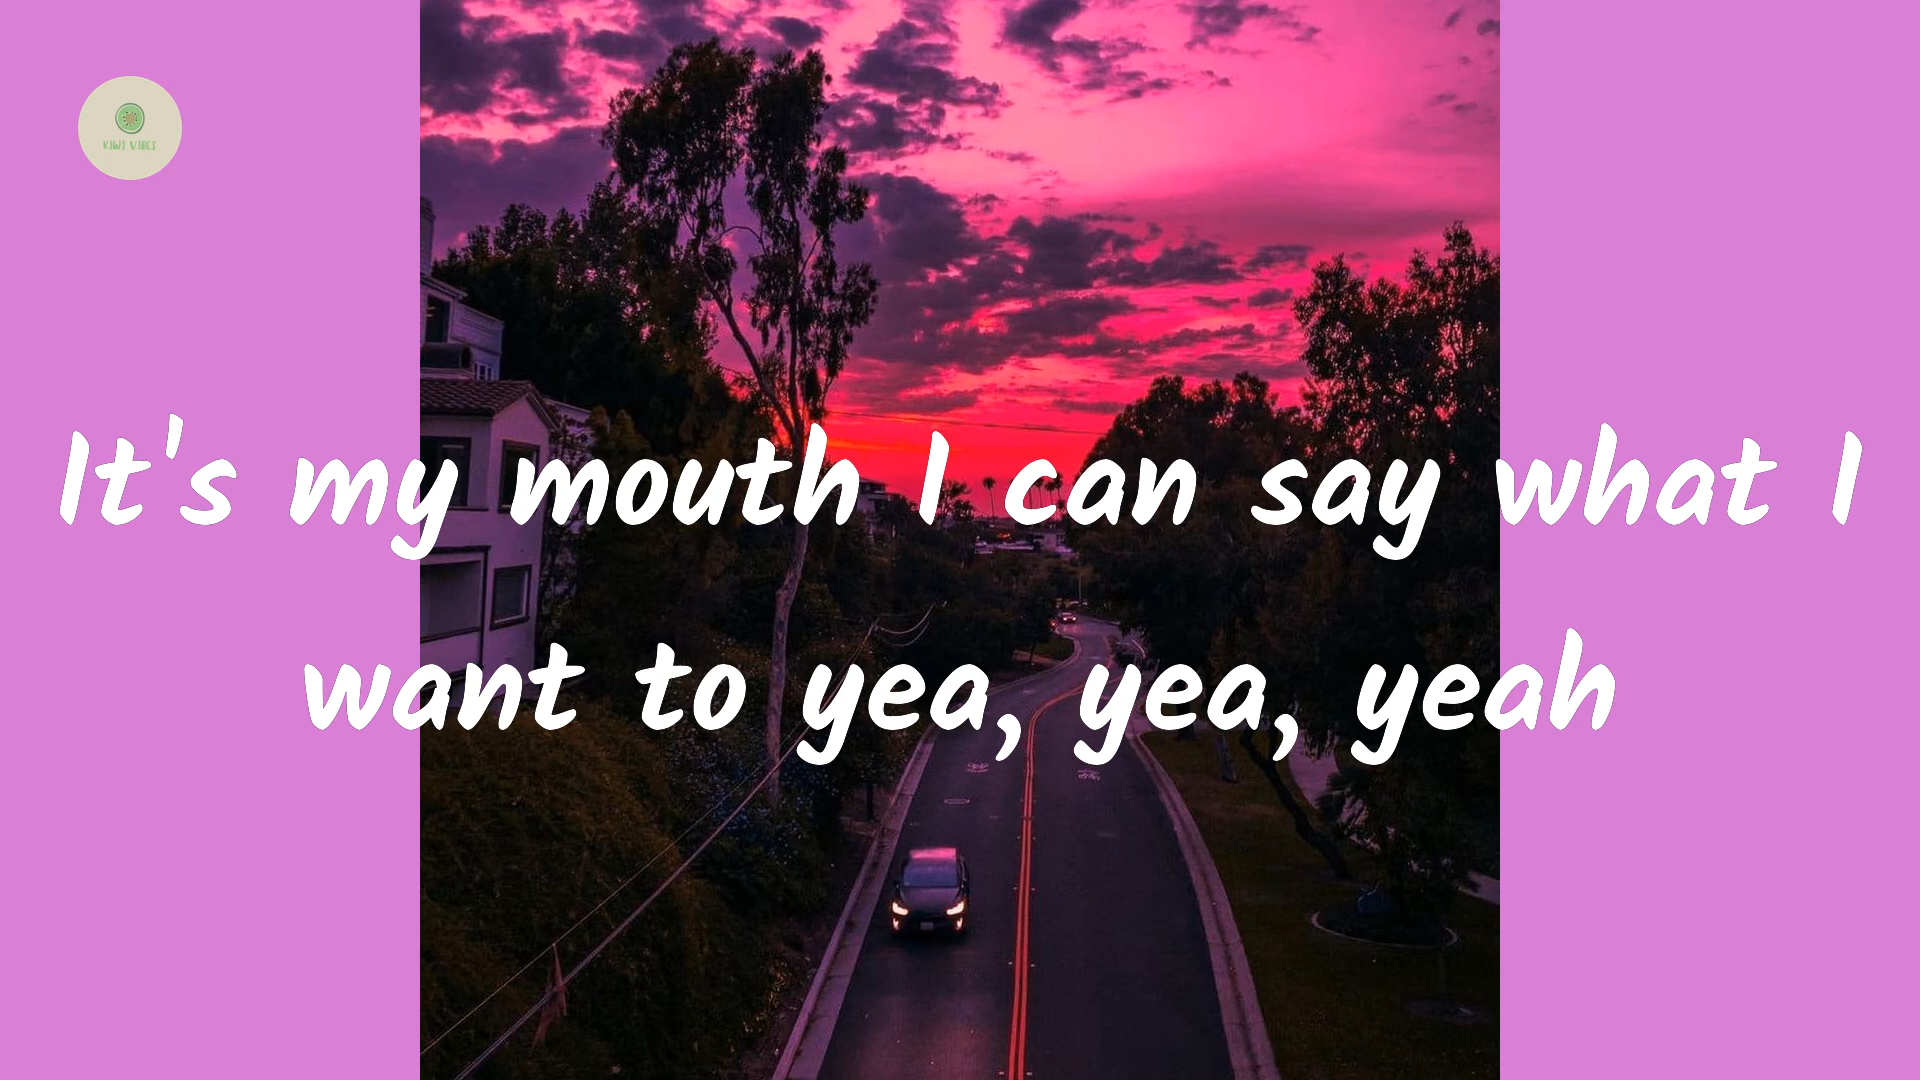 KIWI VIBES
It's my mouth I can say what I
want to yea, yea, yeah